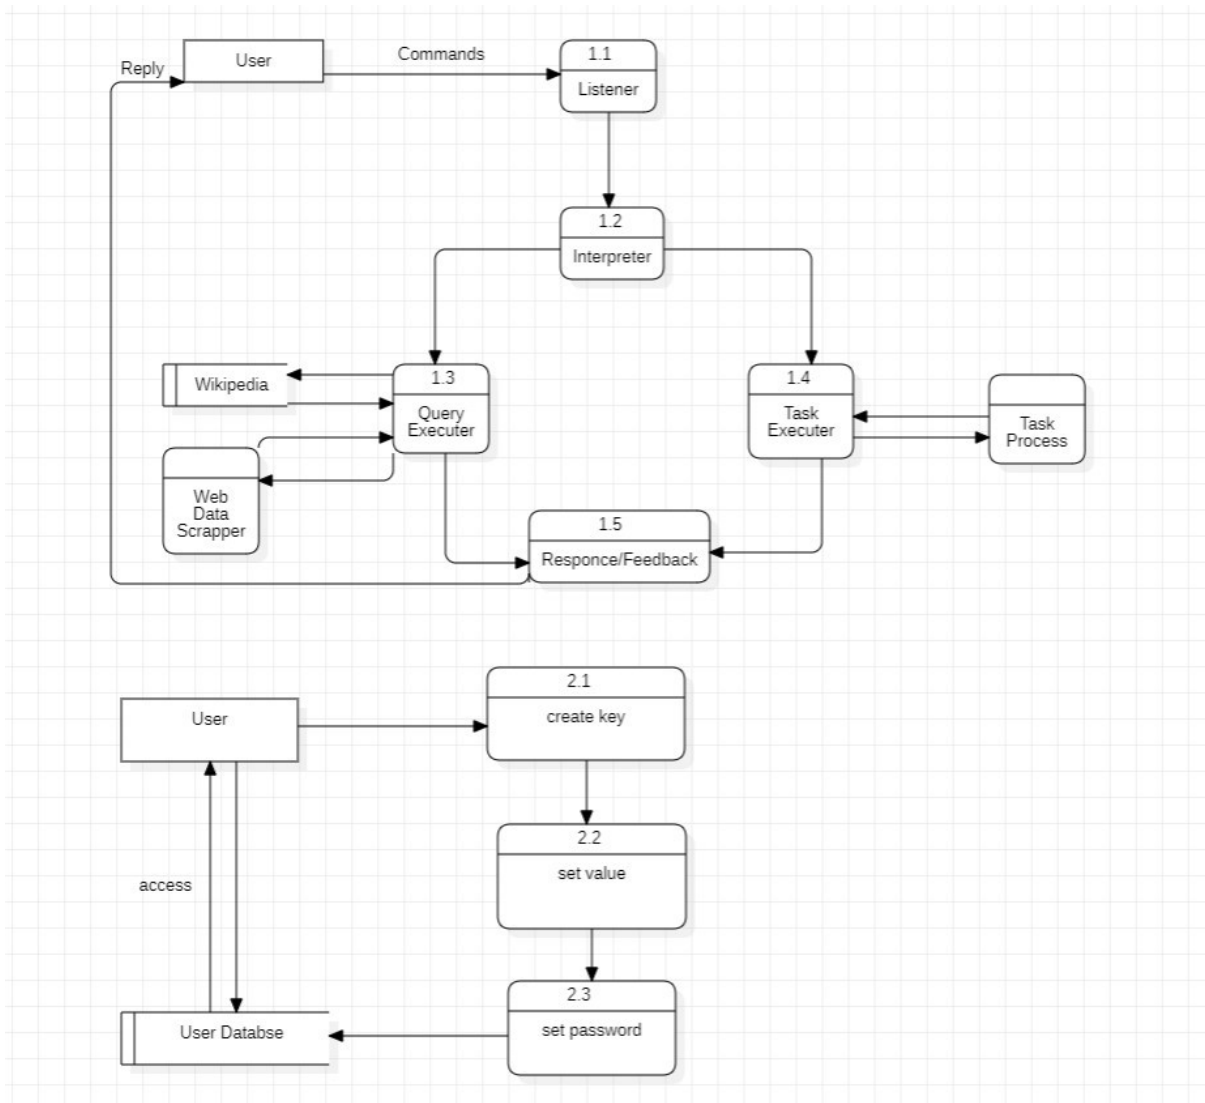 User
Commands
1.1
Listener
Reply
1.2
Interpreter
Wikipedia
1.3
Query
Executer
1.4
Task
Executer
Task
Process
Web
Data
Scrapper
1.5
Responce/Feedback
2.1
create key
User
2.2
set value
access
2.3
set password
User Databse